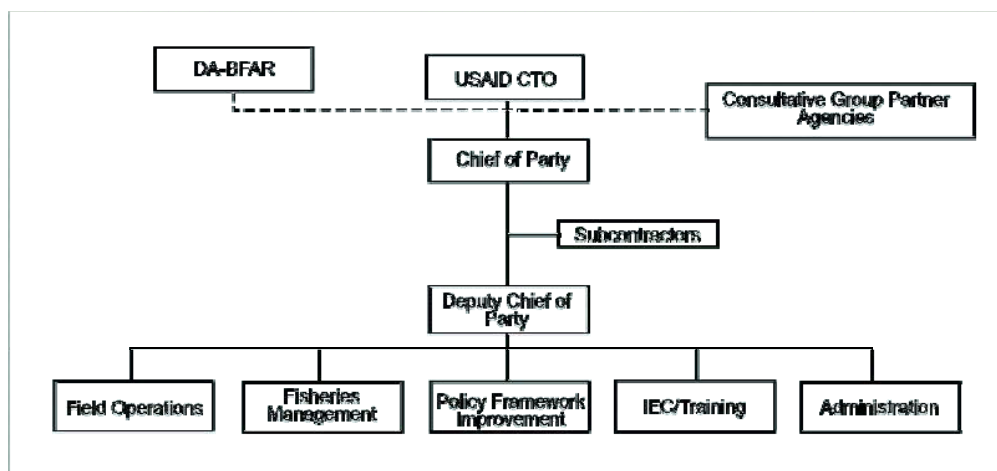 DA-BFAR
USAID CTO
Consultative Group Partner
Agencies
Chief of Party
Subcontractors
Deputy Chief of
Party
Field Operations
Fisheries
Management
Policy Framework
Improvement
IEC/Training
Administration